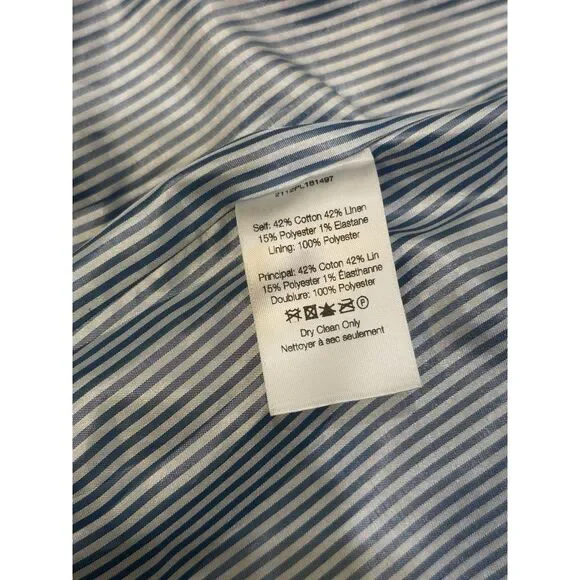 2112PL181497
Self: 42% Cotton 42% Linen
15% Polyester 1% Elastane
Lining: 100% Polyester
Principal: 42% Coton 42% Lin
15% Polyester 1% Élasthanne
Doublure: 100% Polyester
P
Dry Clean Only
Nettoyer à sec seulement